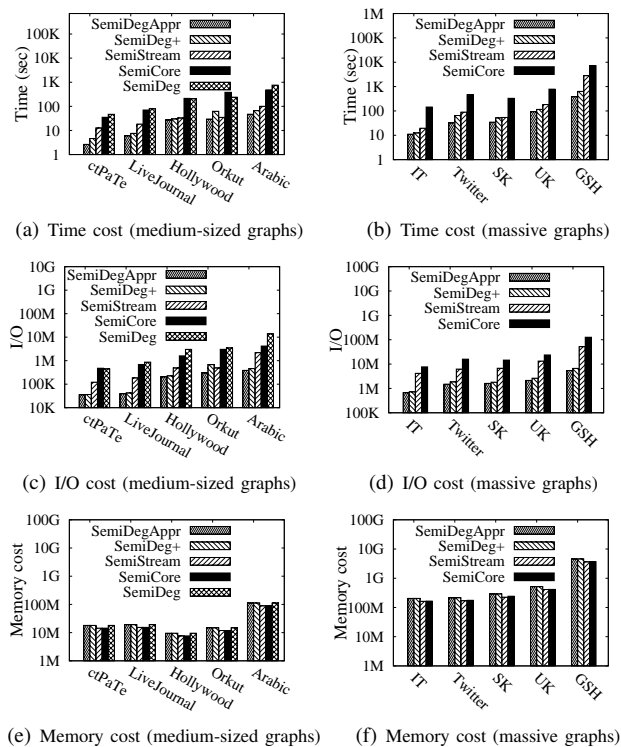 SemiDegAppr
SemiDeg+
SemiStream
SemiCore
SemiDeg
Time (sec)
1M
100K
10K
1K
100
10
1
ctPaTe
LiveJournal
Hollywood
Orkut
Arabic
(a) Time cost (medium-sized graphs)
SemiDegAppr
SemiDeg+
SemiStream
SemiCore
Time (sec)
1M
100K
10K
1K
100
10
1
IT
Twitter
SK
UK
GSH
(b) Time cost (massive graphs)
SemiDegAppr
SemiDeg+
SemiStream
SemiCore
SemiDeg
I/O
10G
1G
100M
10M
1M
100K
10K
ctPaTe
LiveJournal
Hollywood
Orkut
Arabic
(c) I/O cost (medium-sized graphs)
SemiDegAppr
SemiDeg+
SemiStream
SemiCore
I/O
100G
10G
1G
100M
10M
1M
100K
IT
Twitter
SK
UK
GSH
(d) I/O cost (massive graphs)
SemiDegAppr
SemiDeg+
SemiStream
SemiCore
SemiDeg
Memory cost
100G
10G
1G
100M
10M
1M
ctPaTe
LiveJournal
Hollywood
Orkut
Arabic
(e) Memory cost (medium-sized graphs)
SemiDegAppr
SemiDeg+
SemiStream
SemiCore
Memory cost
100G
10G
1G
100M
10M
1M
IT
Twitter
SK
UK
GSH
(f) Memory cost (massive graphs)